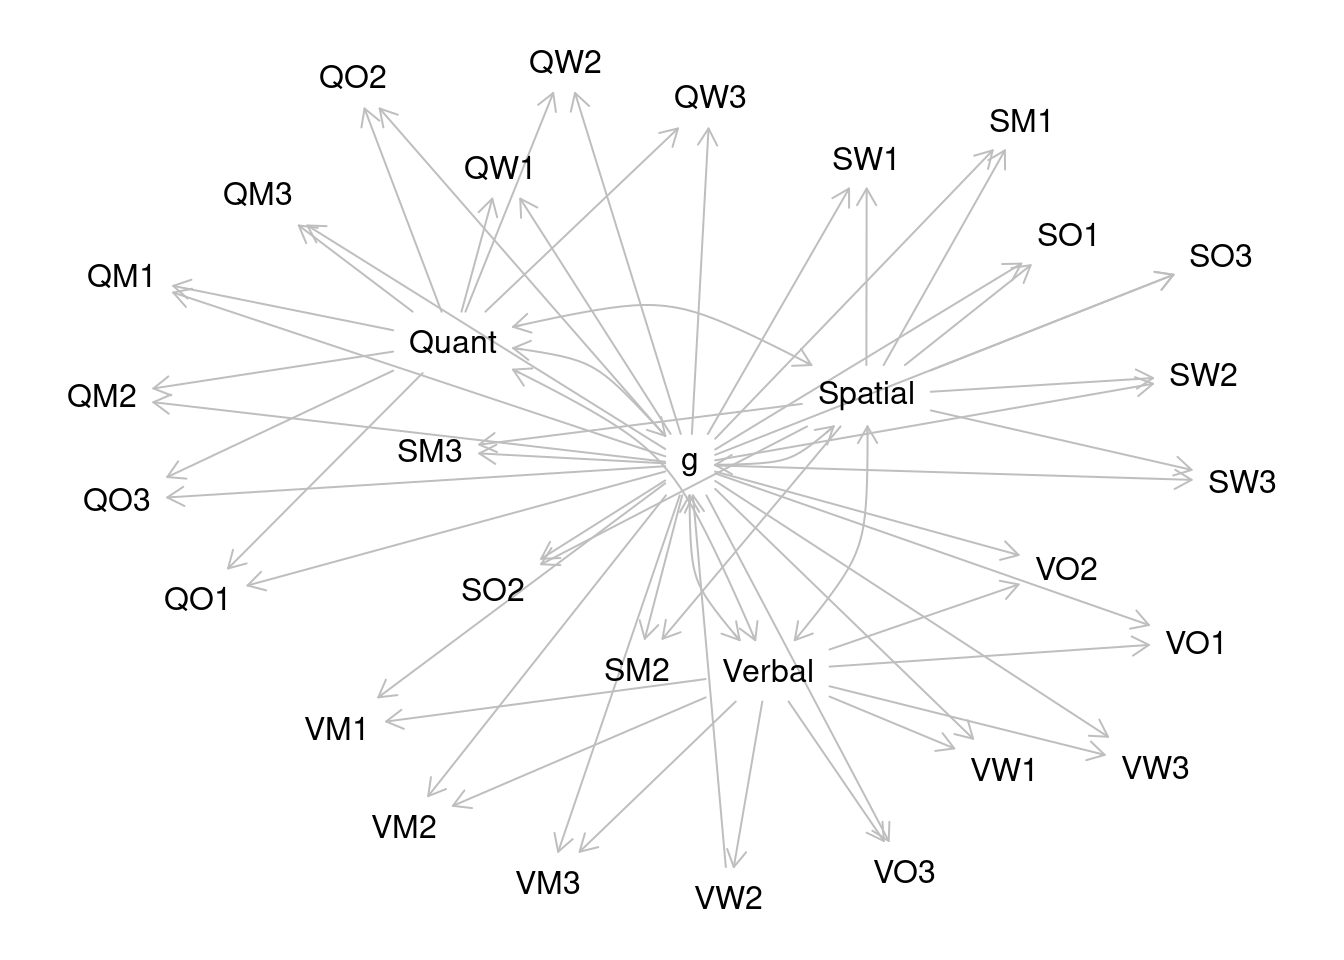 QW2
QO2
QW3
SM1
SW1
QW1
QM3
SO1
SO3
QM1
Quant
SW2
Spatial
QM2
SM3
g
SW3
QO3
VO2
SO2
QO1
VO1
SM2
Verbal
VM1
VW1
VW3
VM2
VO3
VM3
VW2